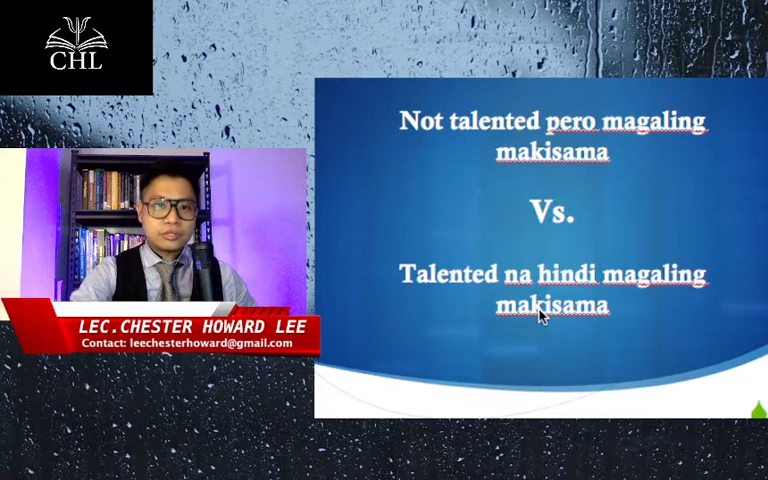 CHL
Not talented pero magaling
makisama
Vs.
Talented na hindi magaling
makisama
LEC.CHESTER HOWARD LEE
Contact: leechesterhoward@gmail.com